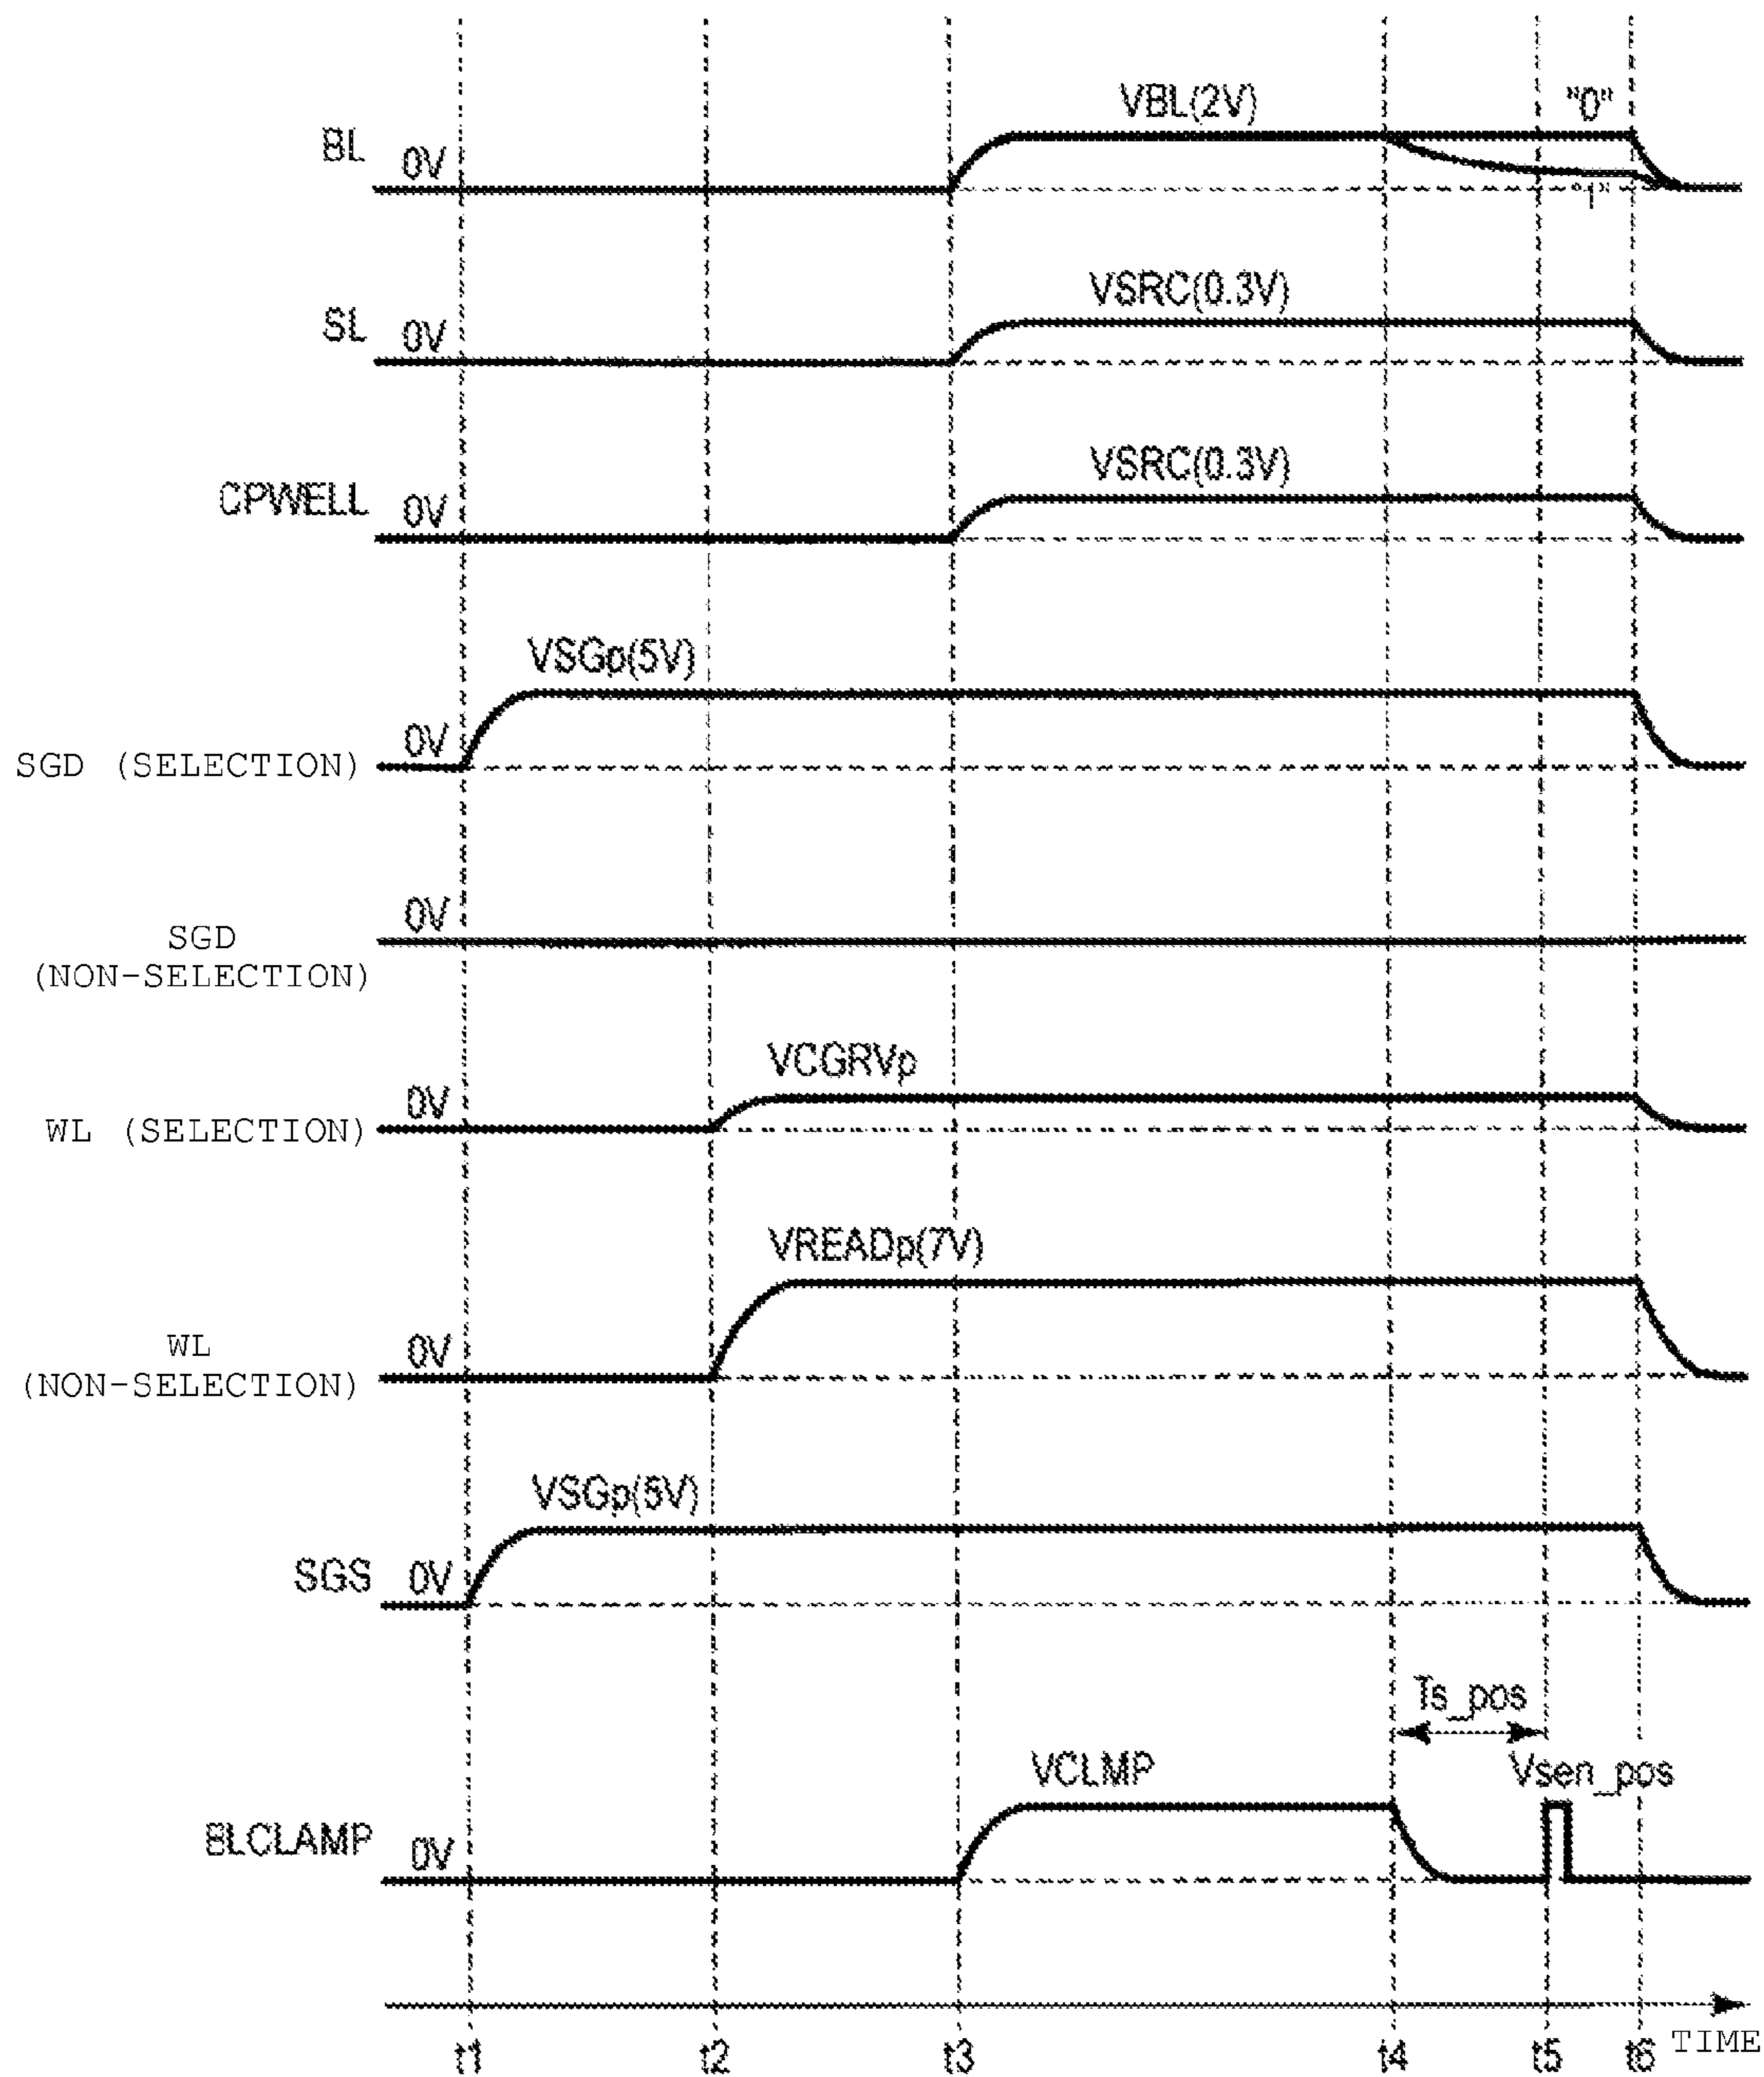 VBL(2V) "0"
BL 0V
"1"
VSRC(0.3V)
SL 0V
VSRC(0.3V)
CPWELL 0V
VSGp(5V)
SGD (SELECTION) 0V
0V
SGD
(NON-SELECTION)
VCGRVp
WL (SELECTION) 0V
VREADp(7V)
WL 0V
(NON-SELECTION)
VSGp(5V)
SGS 0V
Ts_pos
VCLMP Vsen_pos
BLCLAMP 0V
t1 t2 t3 t4 t5 t6 TIME